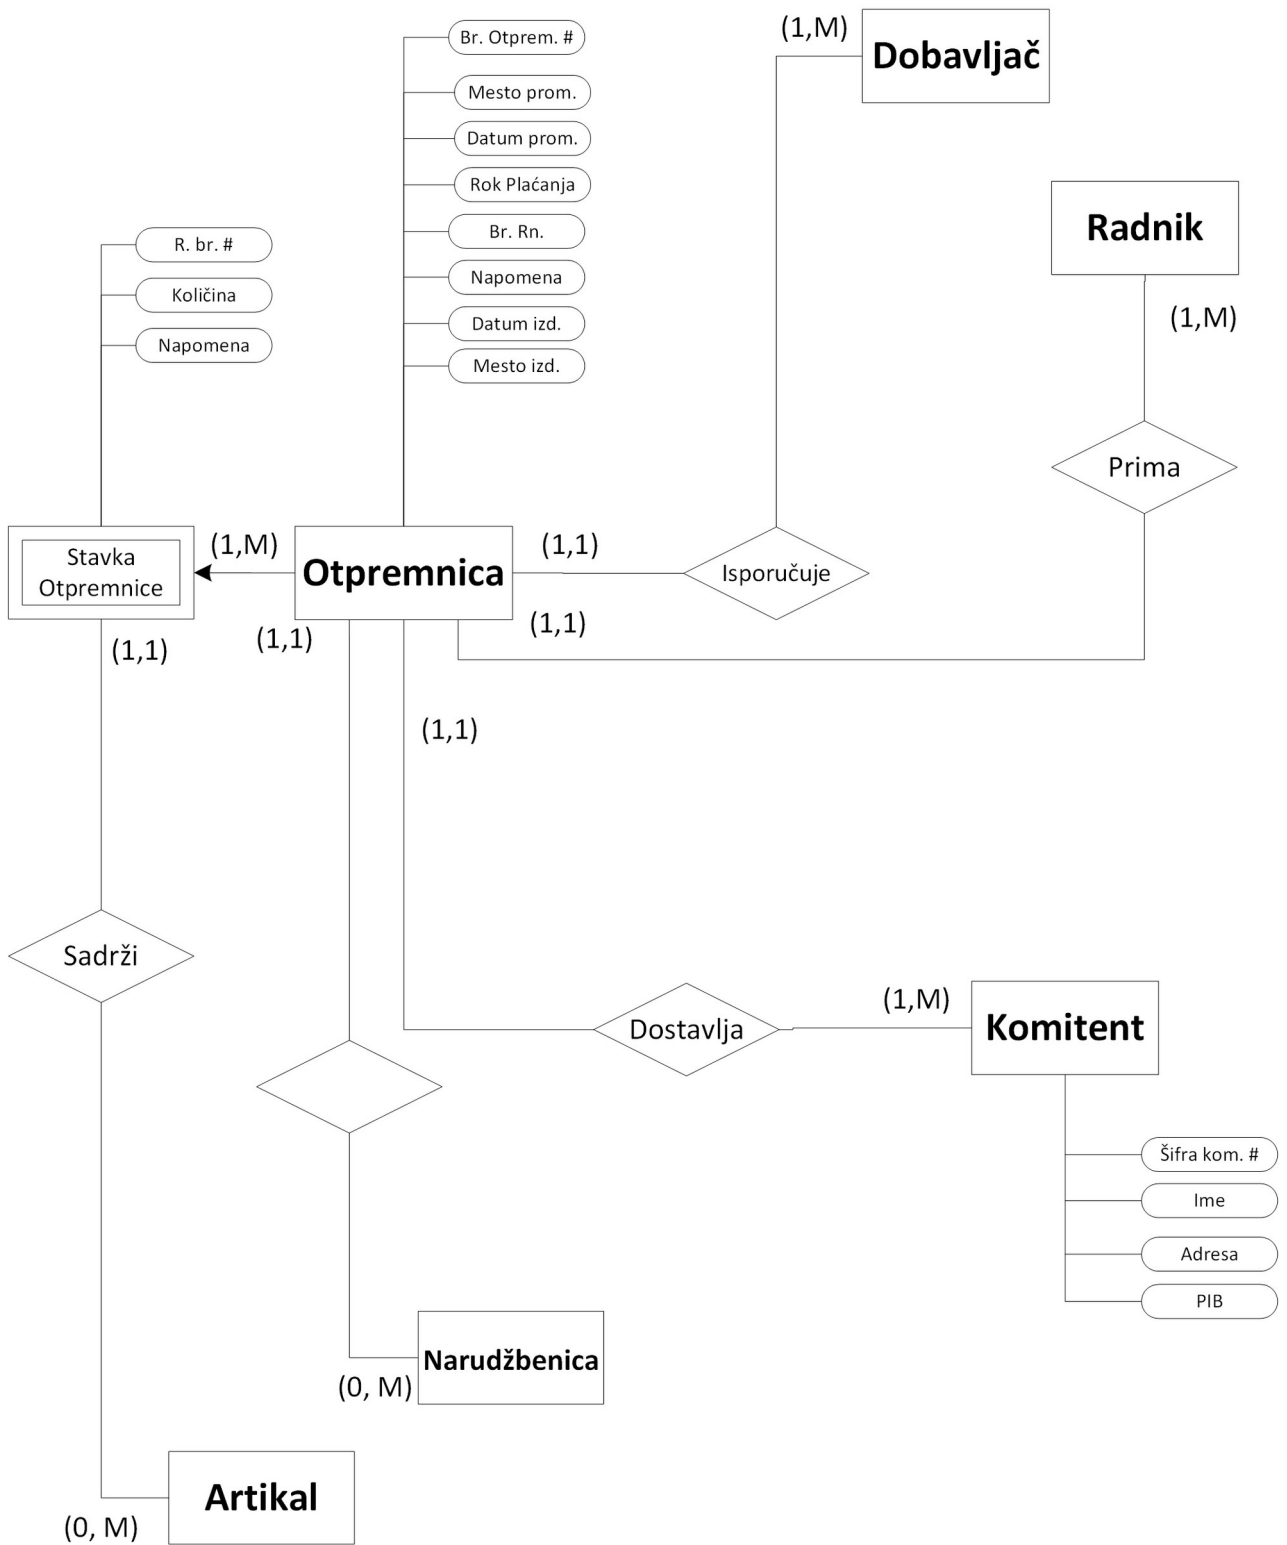 Br. Otprem. #
(1,M)
Dobavljač
Mesto prom.
Datum prom.
Rok Plaćanja
Br. Rn.
Napomena
Datum izd.
Mesto izd.
Radnik
(1,M)
R. br. #
Količina
Napomena
Prima
Stavka
Otpremnice
(1,M)
Otpremnica
(1,1)
Isporučuje
(1,1)
(1,1)
(1,1)
(1,1)
Sadrži
Dostavlja
(1,M)
Komitent
Šifra kom. #
Ime
Adresa
PIB
Narudžbenica
(0, M)
Artikal
(0, M)